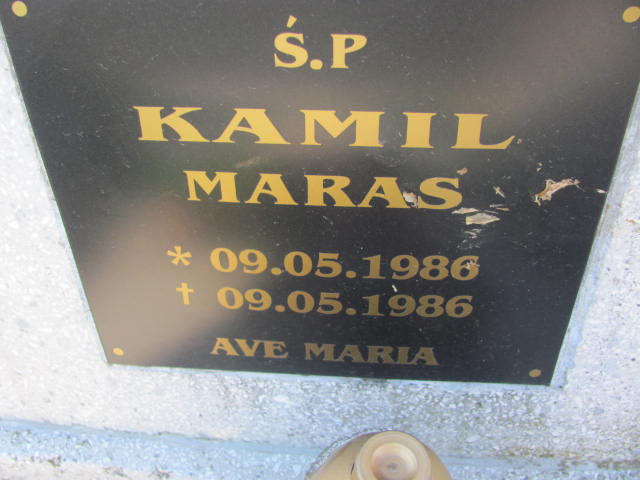 Ś.P
KAMIL
MARAS
* 09.05.1986
† 09.05.1986
AVE MARIA